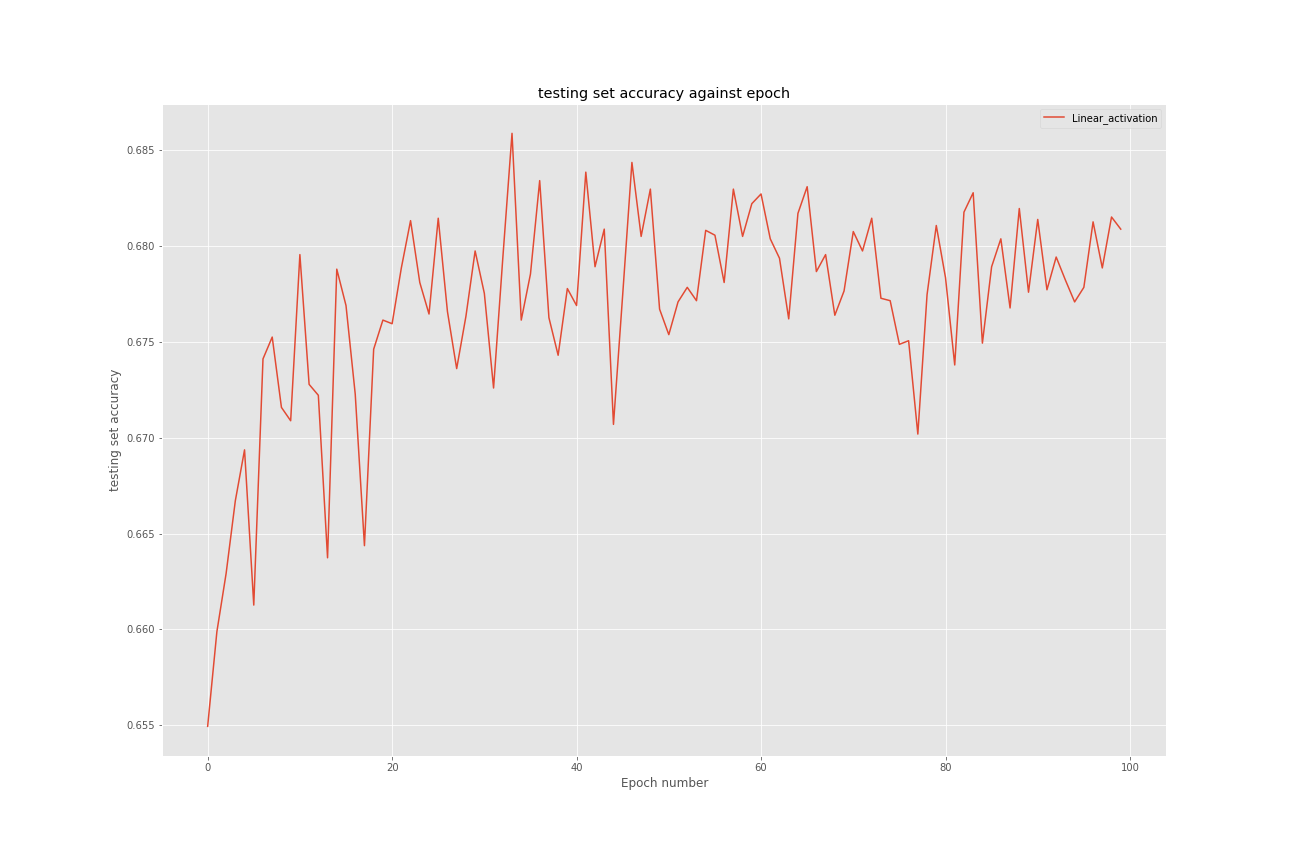 testing set accuracy against epoch
Linear_activation
0.685
0.680
0.675
0.670
0.665
0.660
0.655
testing set accuracy
0 20 40 60 80 100
Epoch number